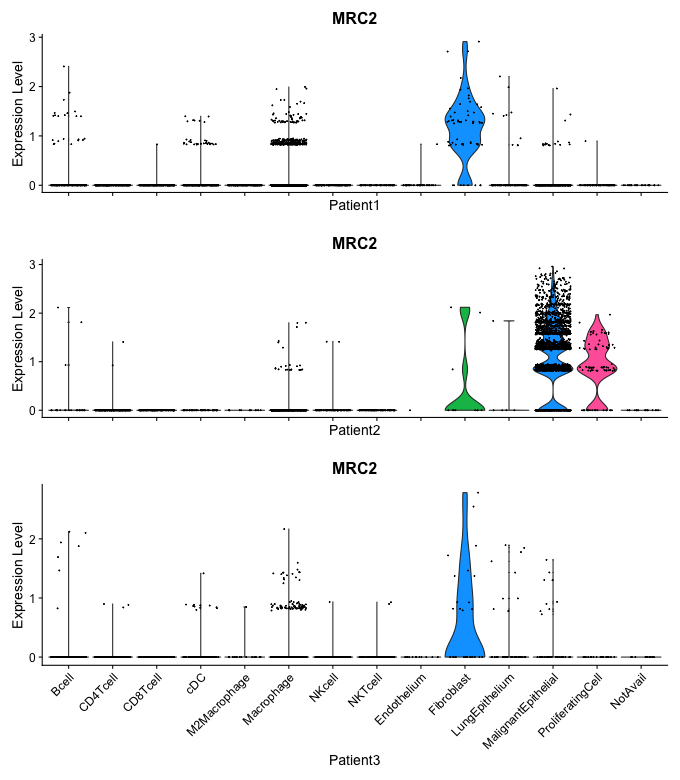 MRC2
Expression Level
3
2
1
0
Patient1
MRC2
Expression Level
3
2
1
0
Patient2
MRC2
Expression Level
2
1
0
Bcell
CD4Tcell
CD8Tcell
cDC
M2Macrophage
Macrophage
NKcell
NKTcell
Endothelium
Fibroblast
LungEpithelium
MalignantEpithelial
ProliferatingCell
NotAvail
Patient3